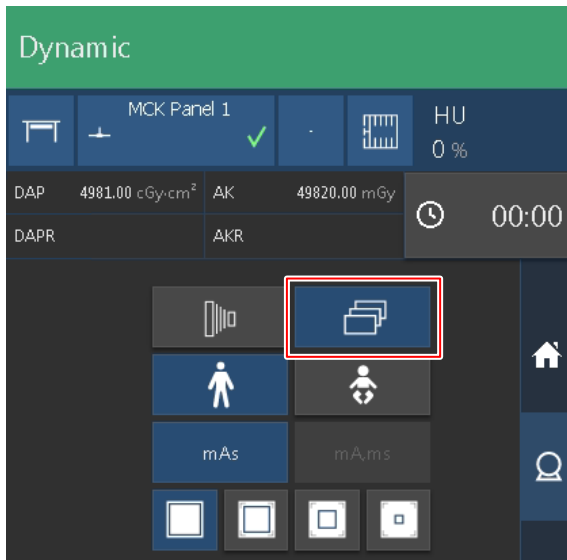 Dynamic
MCK Panel 1
HU
0 %
DAP 4981.00 cGy·cm² AK 49820.00 mGy
DAPR AKR
00:00
mAs mA,ms